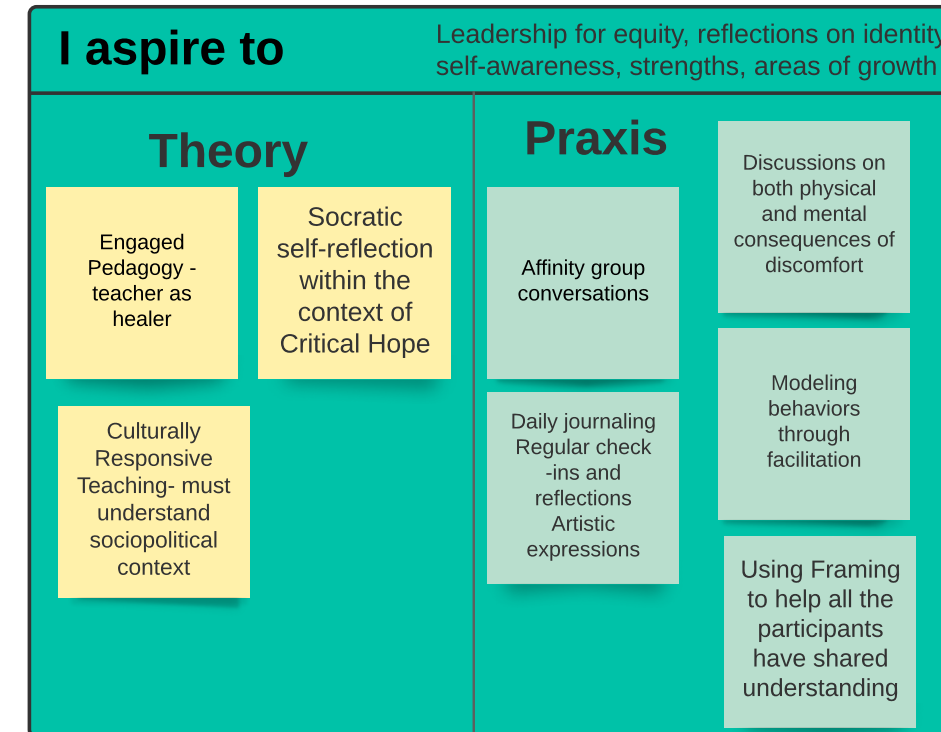 I aspire to
Leadership for equity, reflections on identity
self-awareness, strengths, areas of growth
Theory
Engaged
Pedagogy -
teacher as
healer
Socratic
self-reflection
within the
context of
Critical Hope
Culturally
Responsive
Teaching- must
understand
sociopolitical
context
Praxis
Affinity group
conversations
Daily journaling
Regular check
-ins and
reflections
Artistic
expressions
Discussions on
both physical
and mental
consequences of
discomfort
Modeling
behaviors
through
facilitation
Using Framing
to help all the
participants
have shared
understanding